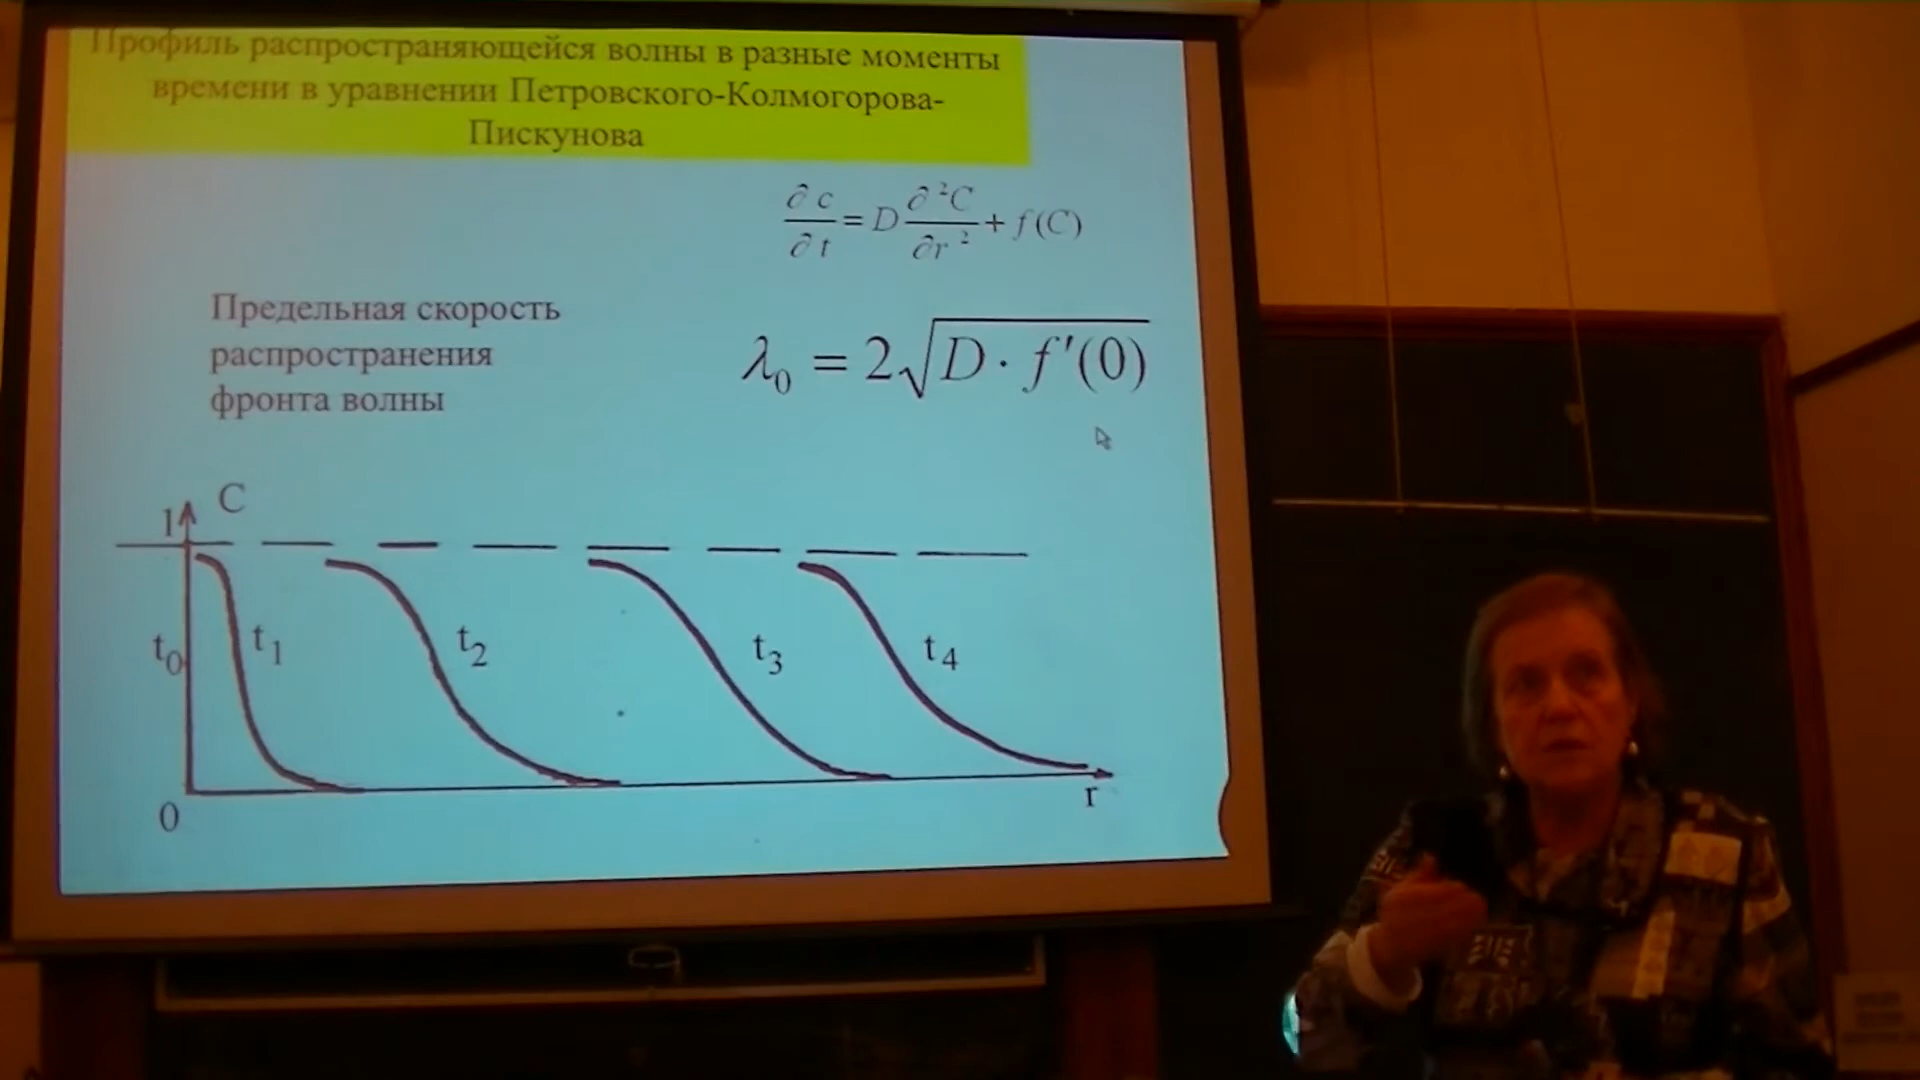 Профиль распространяющейся волны в разные моменты
времени в уравнении Петровского-Колмогорова-
Пискунова
∂c/∂t = D ∂²C/∂r² + f(C)
Предельная скорость
распространения
фронта волны
λ₀ = 2√(D · f′(0))
C
1
t₀ t₁ t₂ t₃ t₄
0
r